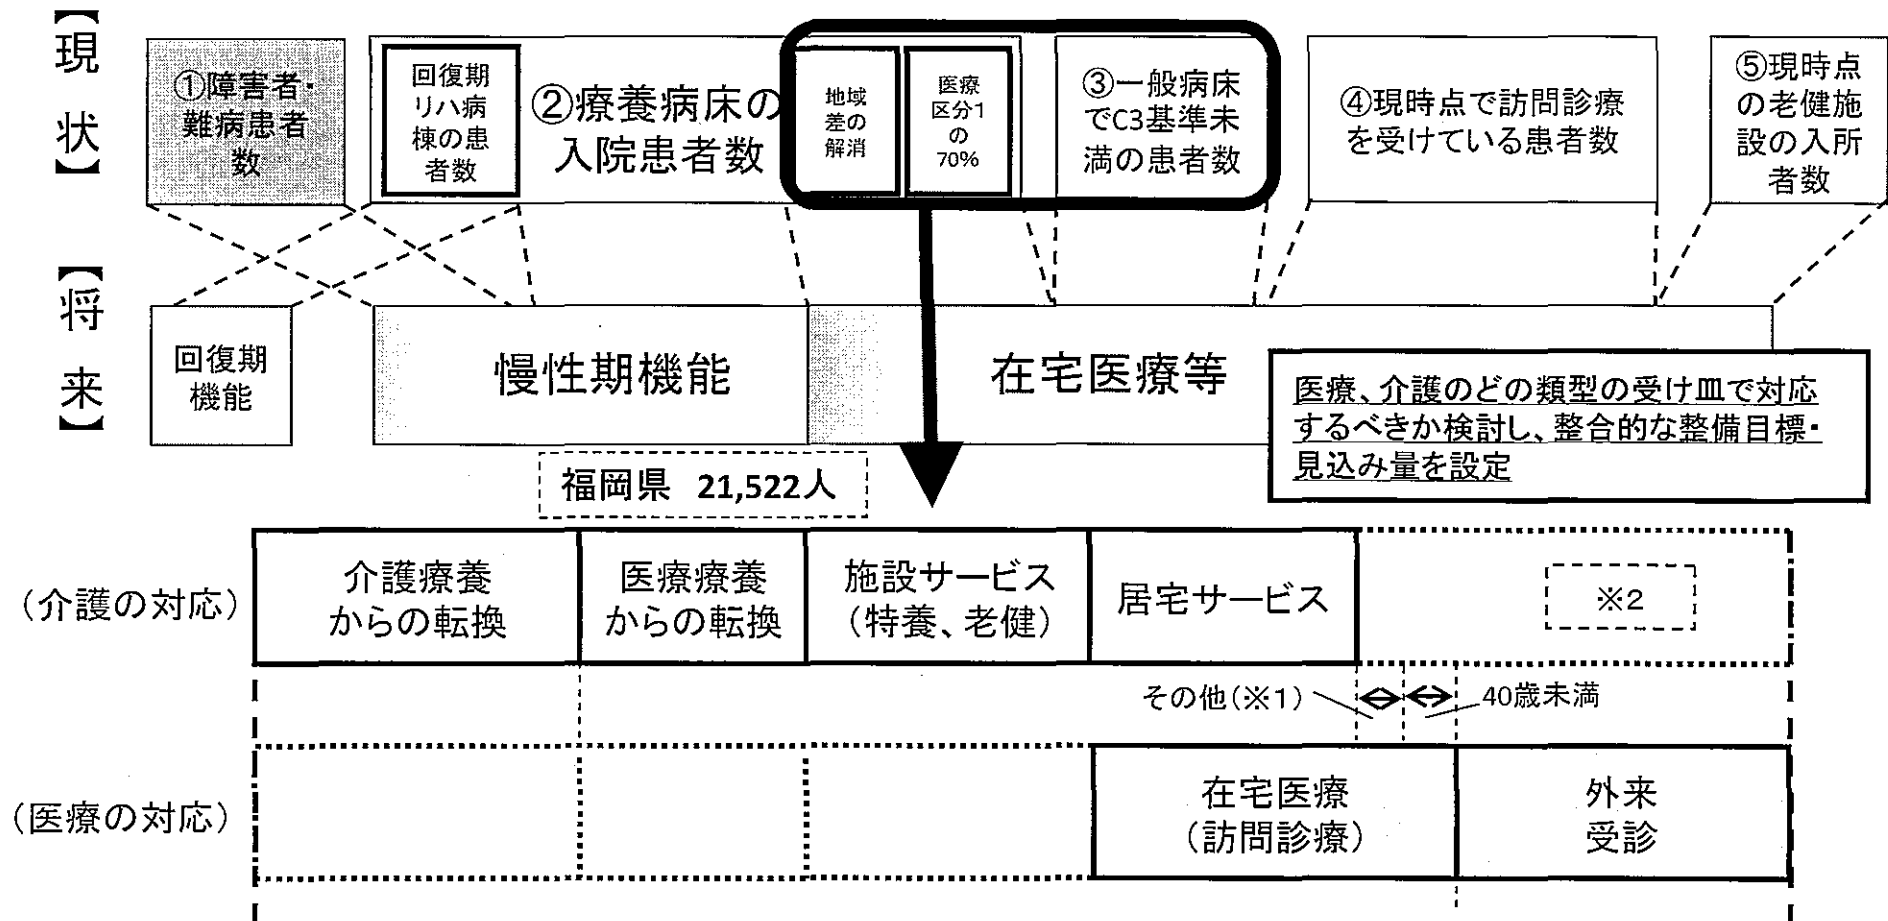 【現状】
①障害者・
難病患者
数
回復期
リハ病
棟の患
者数
②療養病床の
入院患者数
地域
差の
解消
医療
区分1
の
70%
③一般病床
でC3基準未
満の患者数
④現時点で訪問診療
を受けている患者数
⑤現時点
の老健施
設の入所
者数
【将来】
回復期
機能
慢性期機能
在宅医療等
医療、介護のどの類型の受け皿で対応
するべきか検討し、整合的な整備目標・
見込み量を設定
福岡県 21,522人
(介護の対応)
介護療養
からの転換
医療療養
からの転換
施設サービス
(特養、老健)
居宅サービス
※2
その他(※1)
40歳未満
(医療の対応)
在宅医療
(訪問診療)
外来
受診